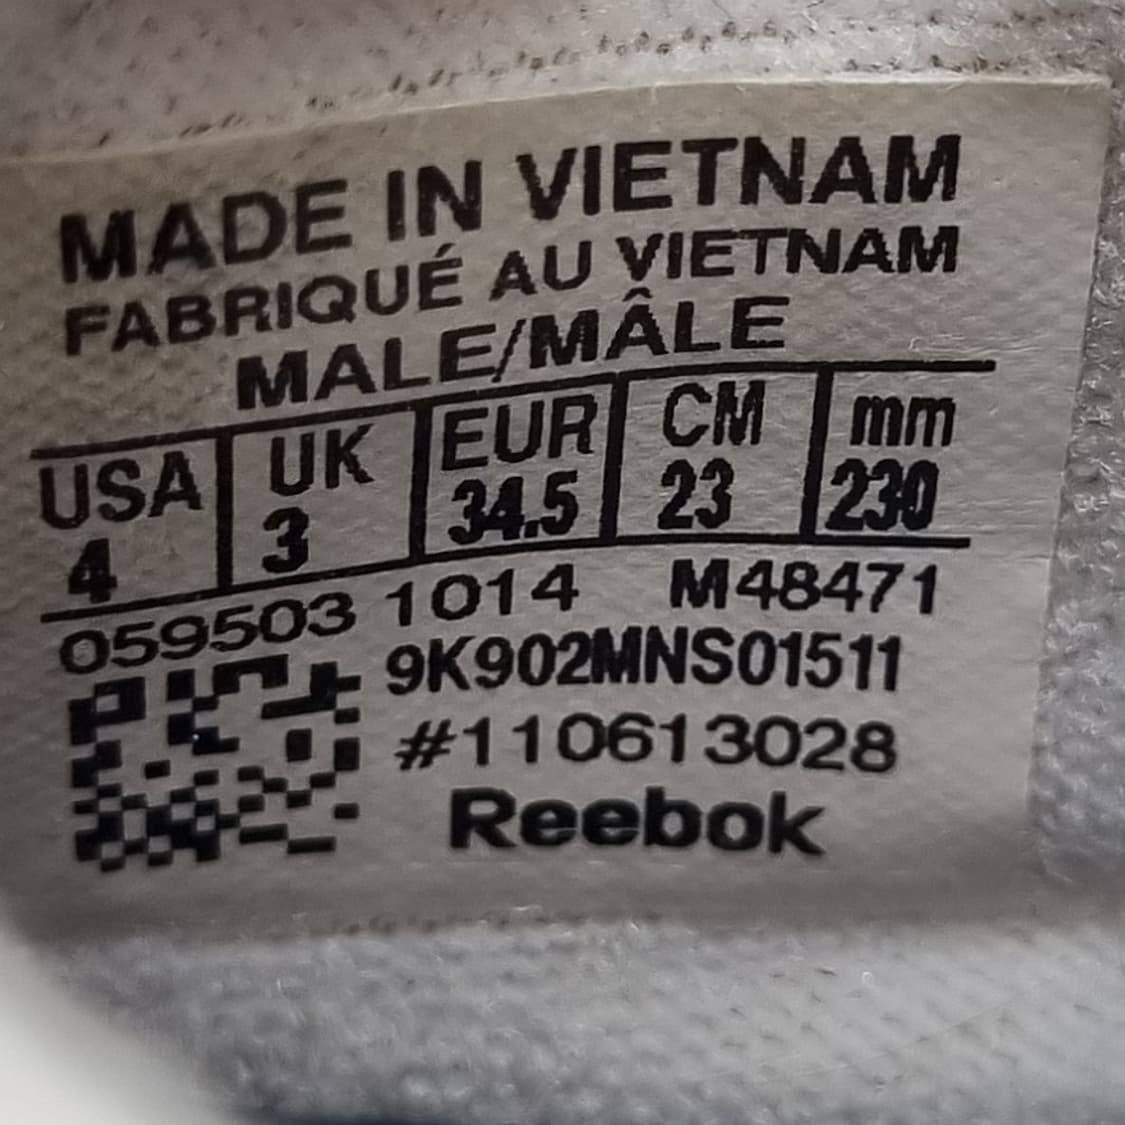 MADE IN VIETNAM
FABRIQUÉ AU VIETNAM
MALE/MÂLE
USA UK EUR CM mm
4 3 34.5 23 230
059503 1014 M48471
9K902MNS01511
#110613028
Reebok